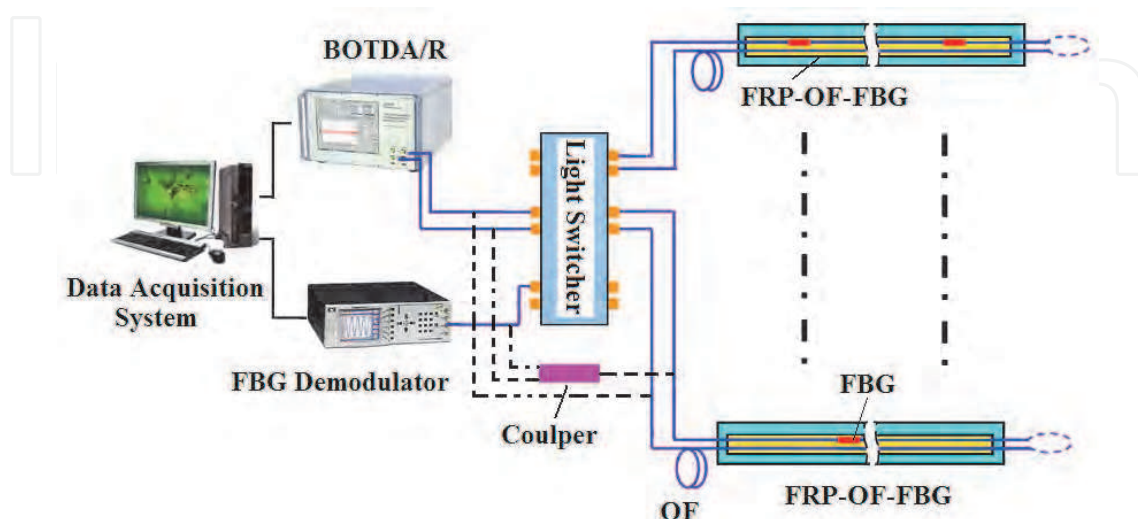 BOTDA/R
FRP-OF-FBG
Light Switcher
Data Acquisition
System
FBG Demodulator
FBG
Coulper
OF
FRP-OF-FBG